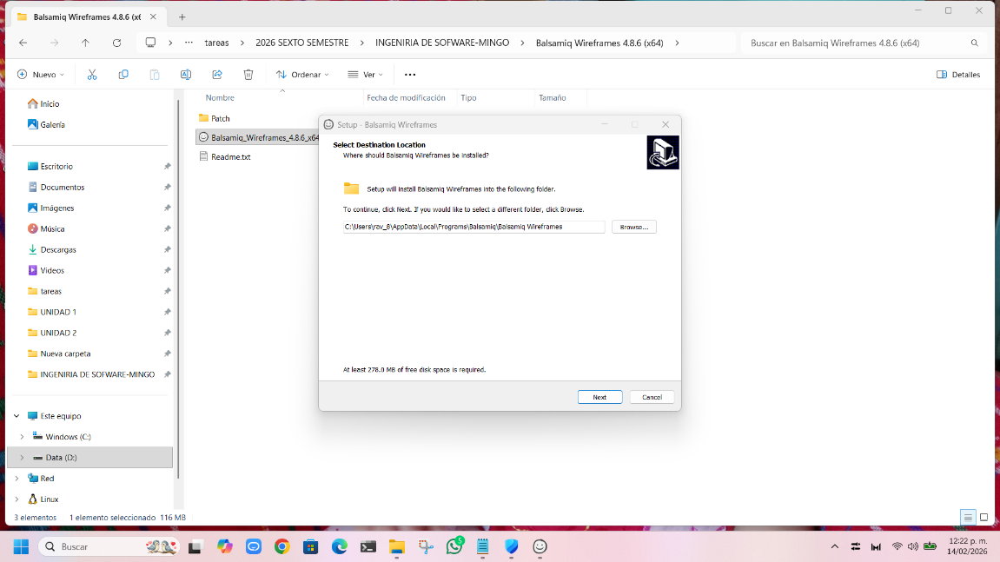 Balsamiq Wireframes 4.8.6 (x6
tareas
2026 SEXTO SEMESTRE
INGENIRIA DE SOFWARE-MINGO
Balsamiq Wireframes 4.8.6 (x64)
Buscar en Balsamiq Wireframes 4.8.6 (x64)
Nuevo
Ordenar
Ver
Detalles
Nombre
Fecha de modificación
Tipo
Tamaño
Inicio
Galería
Escritorio
Documentos
Imágenes
Música
Descargas
Videos
tareas
UNIDAD 1
UNIDAD 2
Nueva carpeta
INGENIRIA DE SOFWARE-MINGO
Este equipo
Windows (C:)
Data (D:)
Red
Linux
Patch
Balsamiq_Wireframes_4.8.6_x64
Readme.txt
Setup - Balsamiq Wireframes
Select Destination Location
Where should Balsamiq Wireframes be installed?
Setup will install Balsamiq Wireframes into the following folder.
To continue, click Next. If you would like to select a different folder, click Browse.
C:\Users\rav_8\AppData\Local\Programs\Balsamiq\Balsamiq Wireframes
Browse...
At least 278.0 MB of free disk space is required.
Next
Cancel
3 elementos
1 elemento seleccionado 116 MB
Buscar
5
12:22 p. m.
14/02/2026